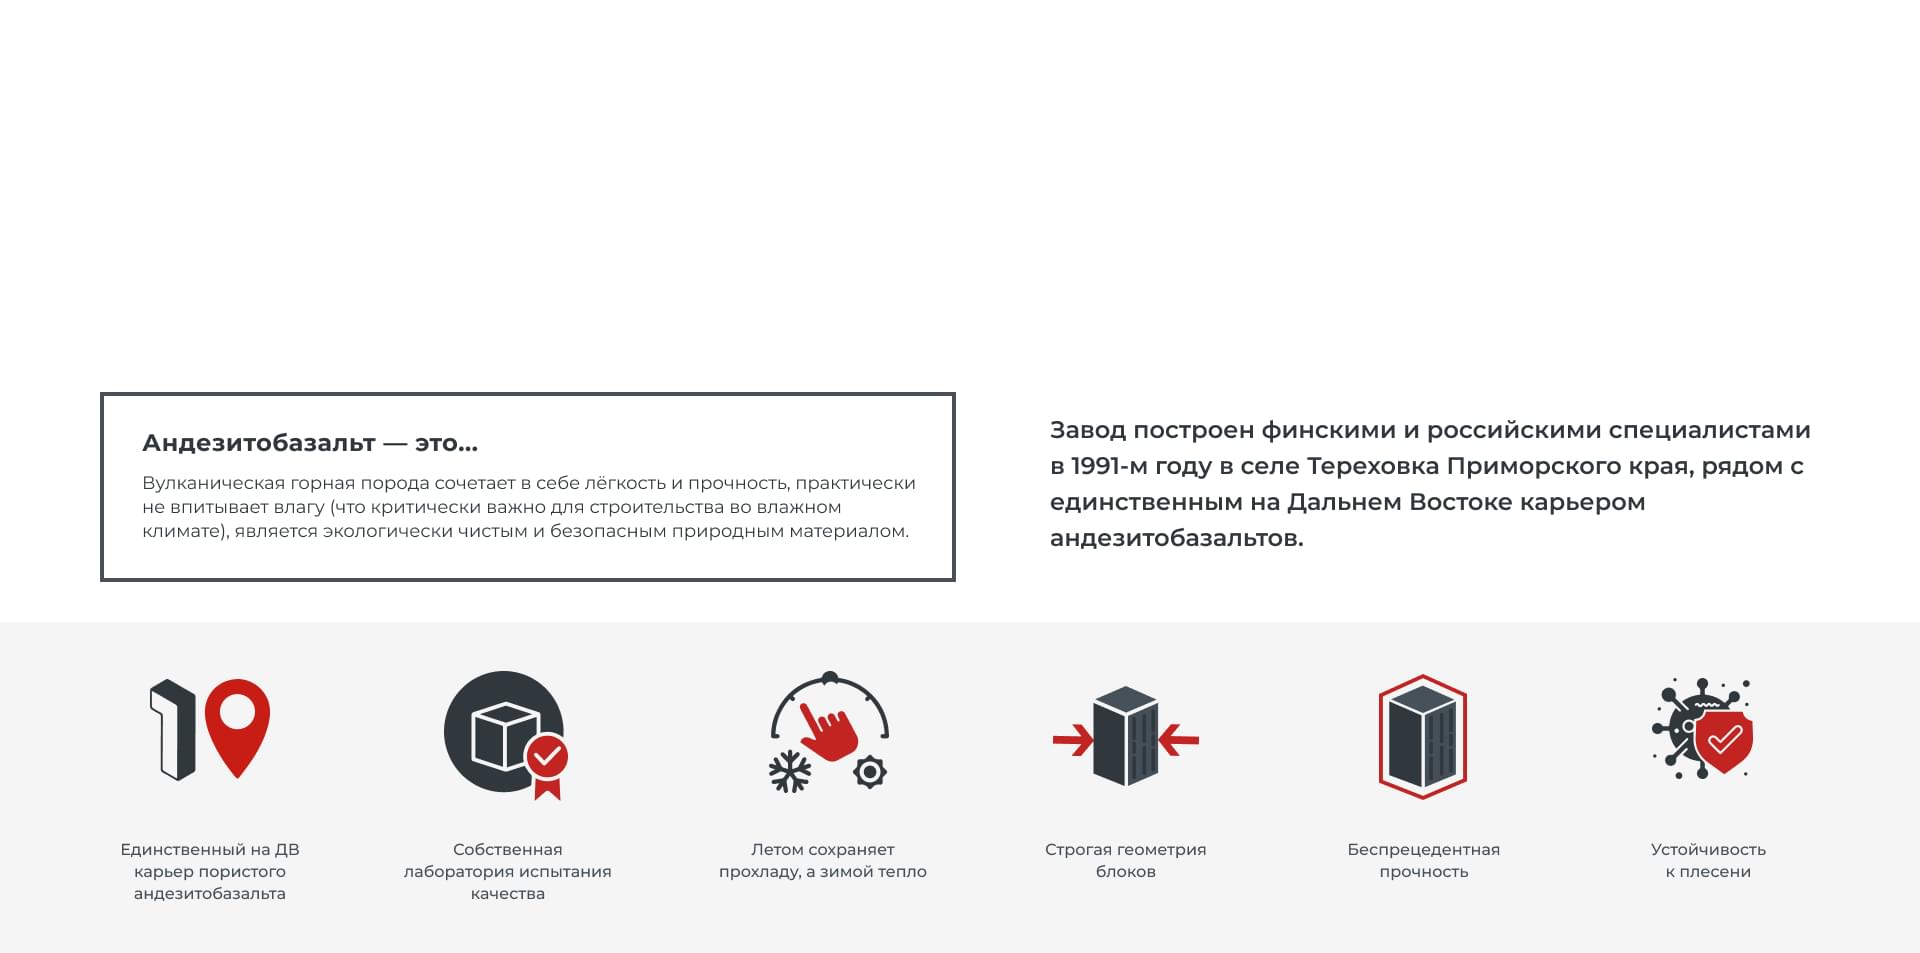 Андезитобазальт — это...
Вулканическая горная порода сочетает в себе лёгкость и прочность, практически
не впитывает влагу (что критически важно для строительства во влажном
климате), является экологически чистым и безопасным природным материалом.
Завод построен финскими и российскими специалистами
в 1991-м году в селе Тереховка Приморского края, рядом с
единственным на Дальнем Востоке карьером
андезитобазальтов.
Единственный на ДВ
карьер пористого
андезитобазальта
Собственная
лаборатория испытания
качества
Летом сохраняет
прохладу, а зимой тепло
Строгая геометрия
блоков
Беспрецедентная
прочность
Устойчивость
к плесени